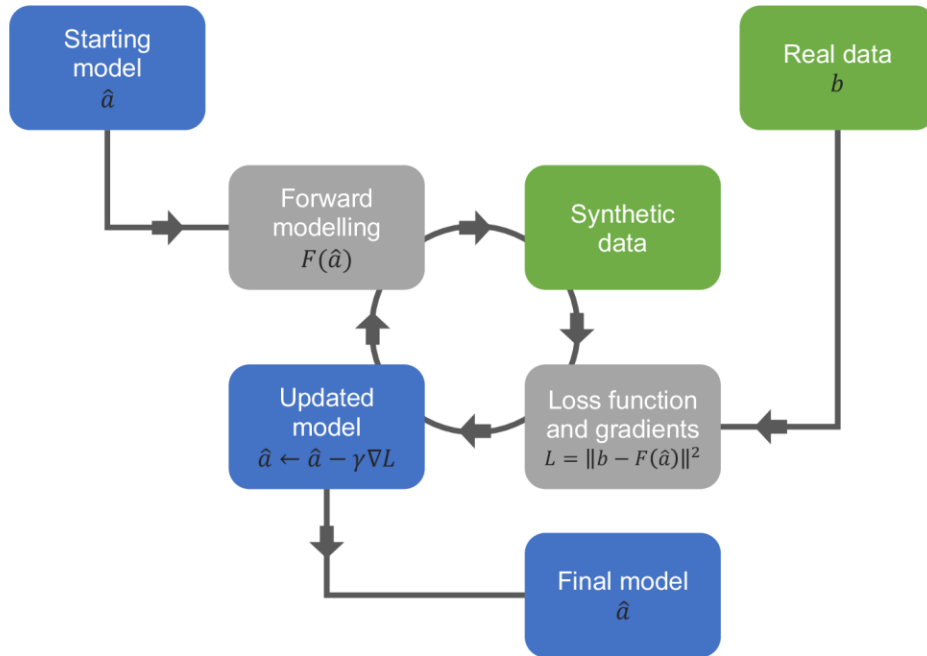 Starting
model
â
Real data
b
Forward
modelling
F(â)
Synthetic
data
Updated
model
â ← â − γ∇L
Loss function
and gradients
L = ‖b − F(â)‖²
Final model
â